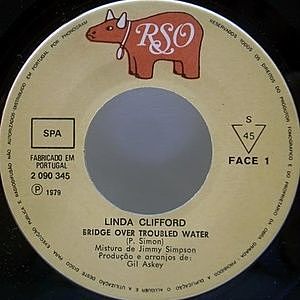 RSO
SPA
FABRICADO EM
PORTUGAL
2 090 345
P 1979
S
45
FACE 1
LINDA CLIFFORD
BRIDGE OVER TROUBLED WATER
(P. Simon)
Mistura de Jimmy Simpson
Produção e arranjos de:
Gil Askey